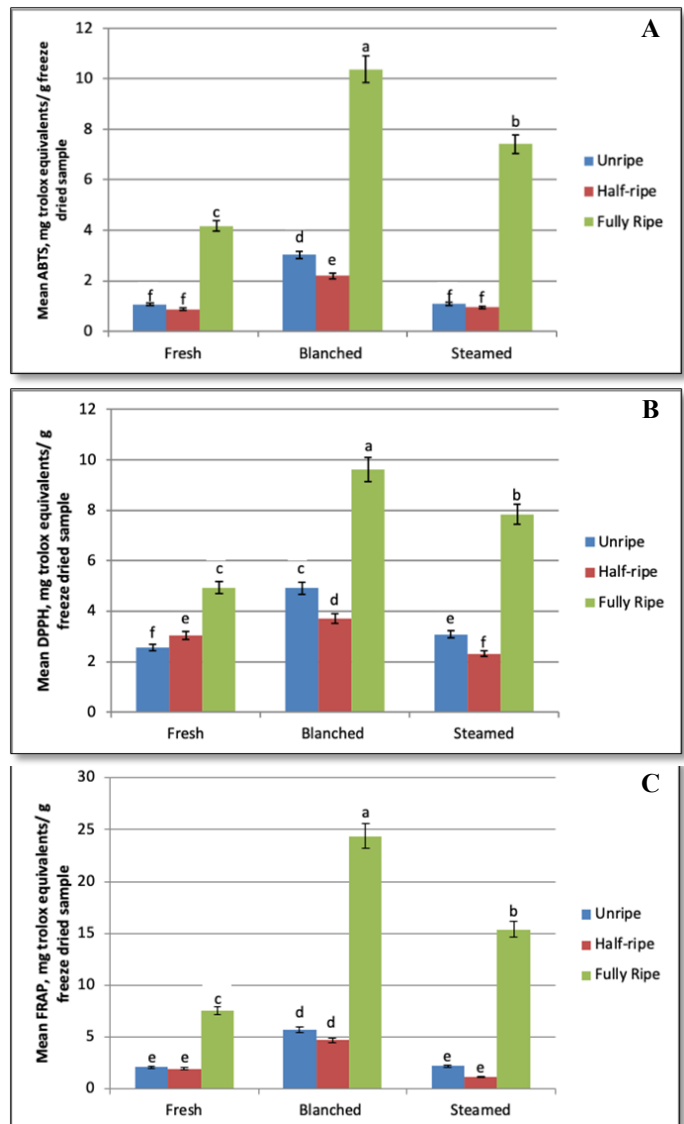 A
Mean ABTS, mg trolox equivalents/ g freeze
dried sample
12
10
8
6
4
2
0
f
f
c
d
e
a
f
f
b
Fresh
Blanched
Steamed
Unripe
Half-ripe
Fully Ripe
B
Mean DPPH, mg trolox equivalents/ g
freeze dried sample
12
10
8
6
4
2
0
f
e
c
c
d
a
e
f
b
Fresh
Blanched
Steamed
Unripe
Half-ripe
Fully Ripe
C
Mean FRAP, mg trolox equivalents/ g
freeze dried sample
30
25
20
15
10
5
0
e
e
c
d
d
a
e
e
b
Fresh
Blanched
Steamed
Unripe
Half-ripe
Fully Ripe